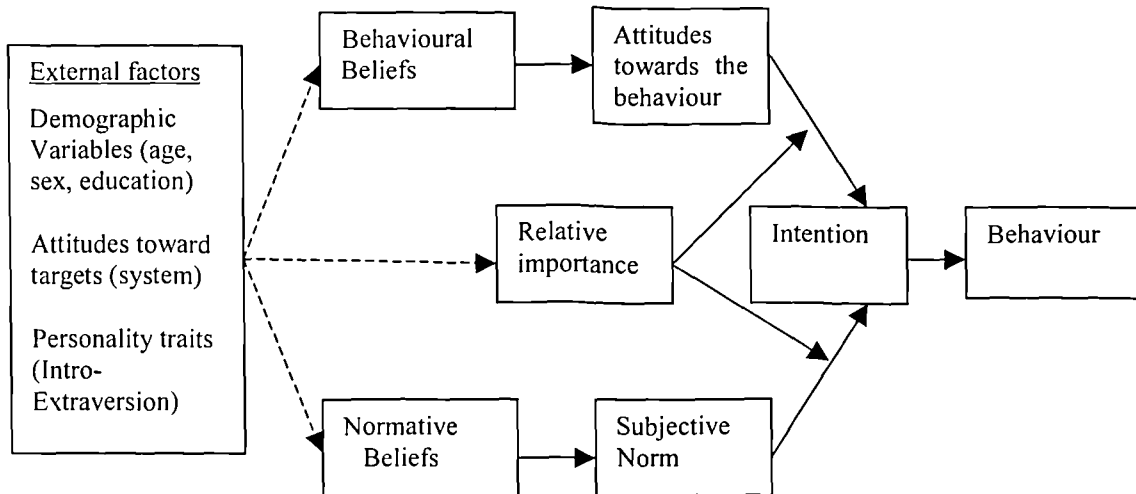 External factors
Demographic
Variables (age,
sex, education)
Attitudes toward
targets (system)
Personality traits
(Intro-
Extraversion)
Behavioural
Beliefs
Attitudes
towards the
behaviour
Relative
importance
Intention
Behaviour
Normative
Beliefs
Subjective
Norm